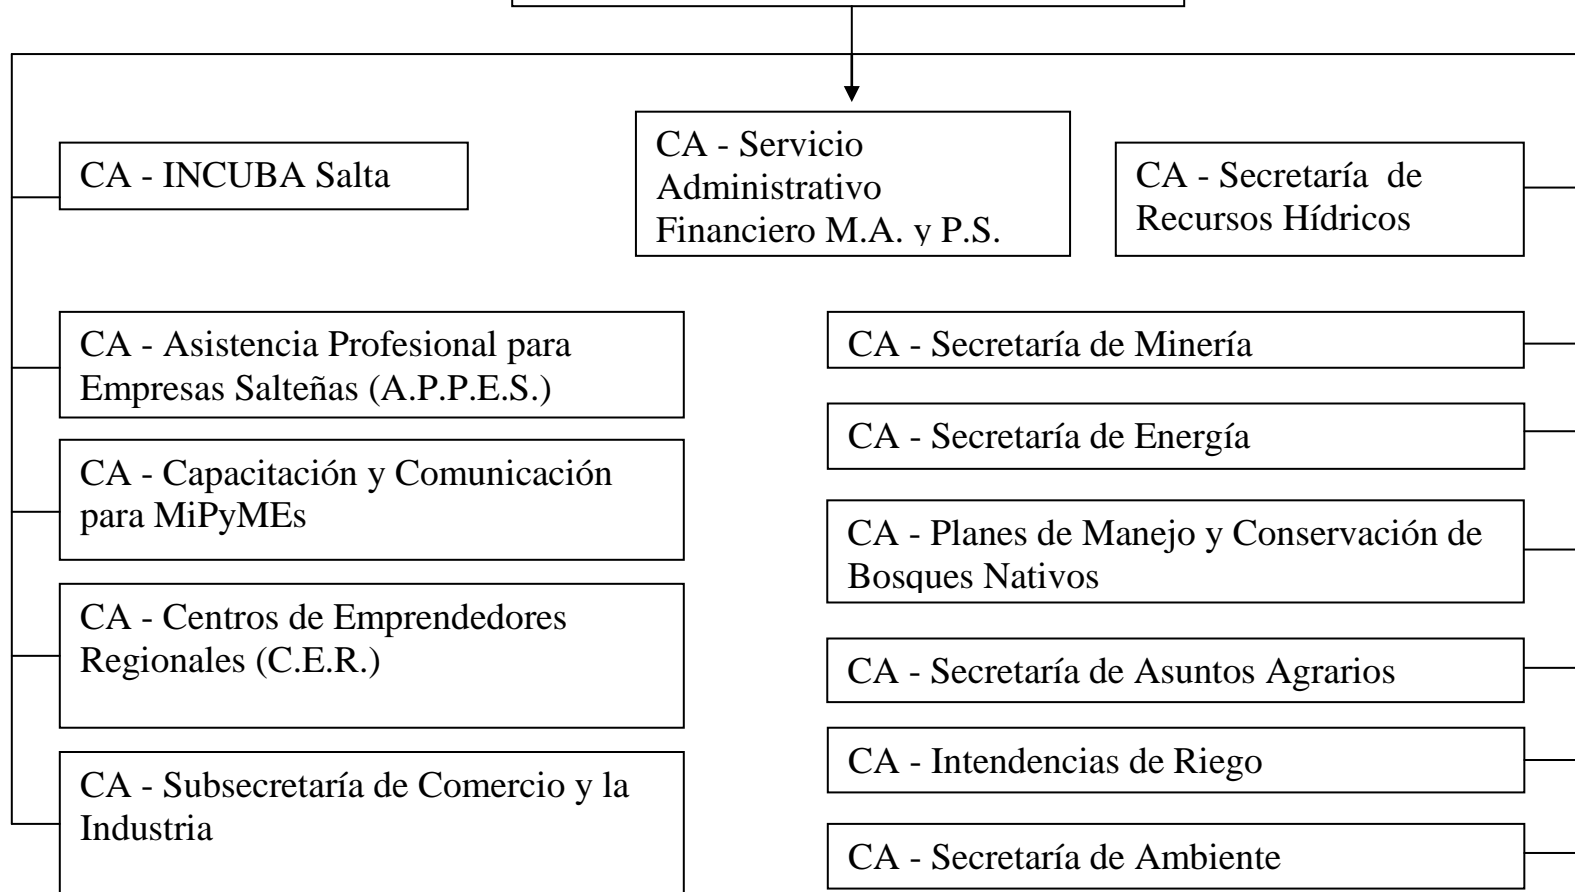 CA - INCUBA Salta
CA - Servicio
Administrativo
Financiero M.A. y P.S.
CA - Secretaría de
Recursos Hídricos
CA - Asistencia Profesional para
Empresas Salteñas (A.P.P.E.S.)
CA - Capacitación y Comunicación
para MiPyMEs
CA - Centros de Emprendedores
Regionales (C.E.R.)
CA - Subsecretaría de Comercio y la
Industria
CA - Secretaría de Minería
CA - Secretaría de Energía
CA - Planes de Manejo y Conservación de
Bosques Nativos
CA - Secretaría de Asuntos Agrarios
CA - Intendencias de Riego
CA - Secretaría de Ambiente